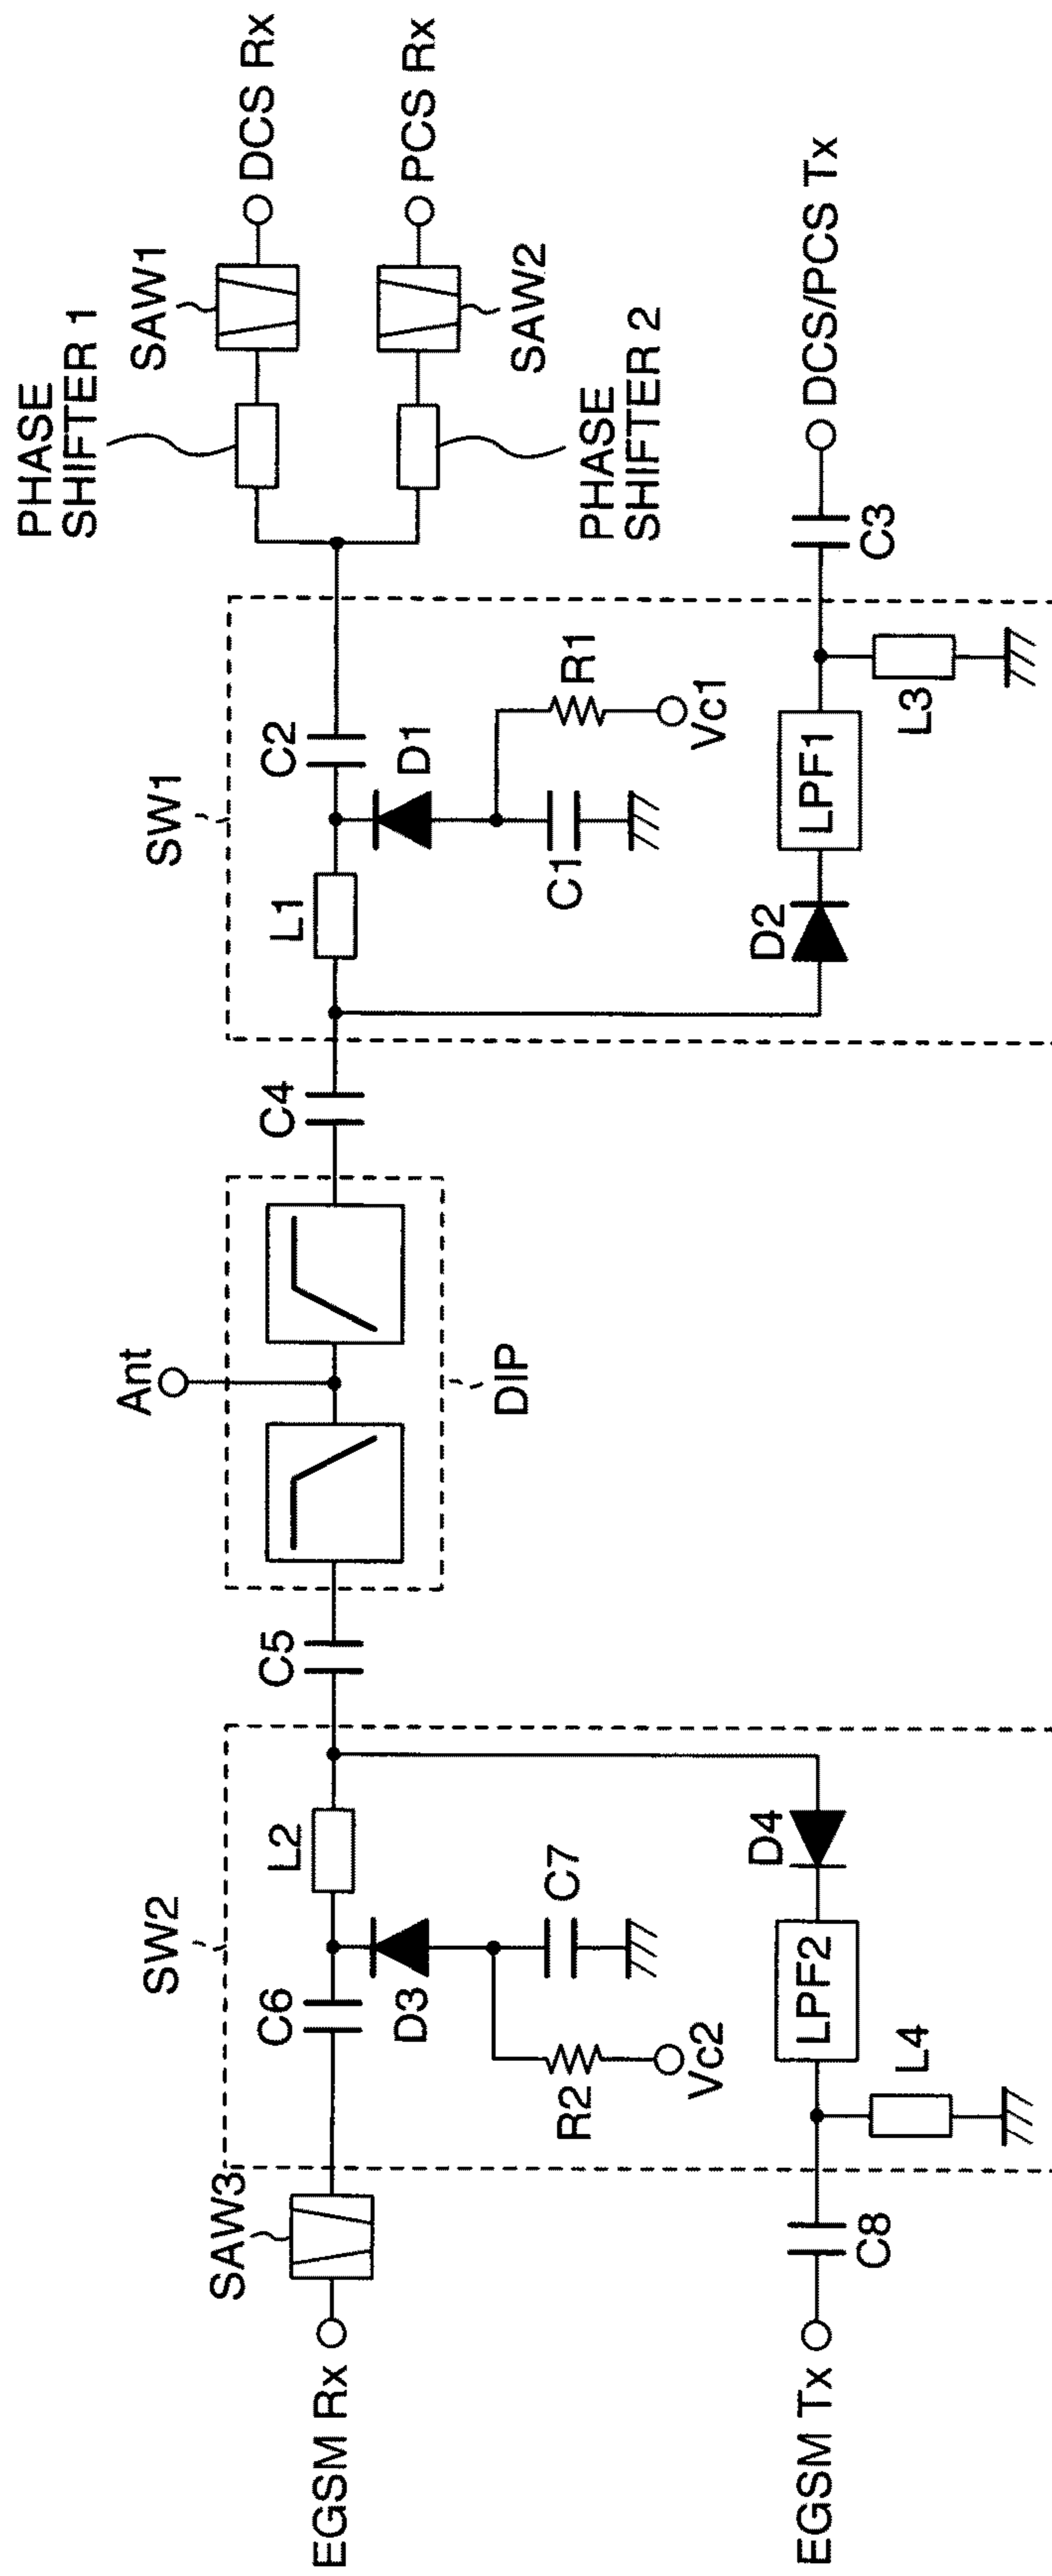 PHASE
SHIFTER 1
SAW1
DCS Rx
PCS Rx
SAW2
PHASE
SHIFTER 2
Ant
SW2
SW1
SAW3
C6
L2
C5
C4
L1
C2
EGSM Rx
D3
C7
DIP
D1
R1
R2
Vc2
C1
Vc1
D4
D2
DCS/PCS Tx
EGSM Tx
LPF2
LPF1
C8
L4
L3
C3